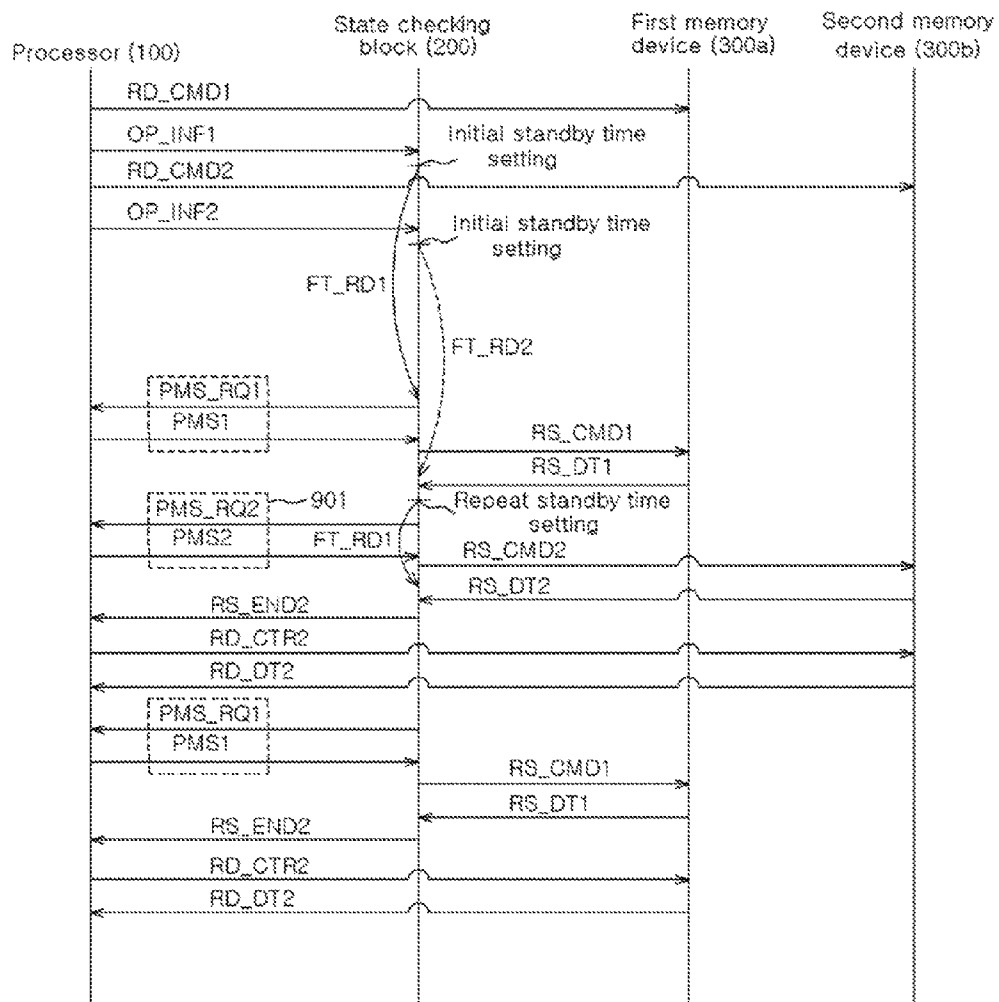 Processor (100)
State checking
block (200)
First memory
device (300a)
Second memory
device (300b)
RD_CMD1
OP_INF1
Initial standby time
setting
RD_CMD2
OP_INF2
Initial standby time
setting
FT_RD1
FT_RD2
PMS_RQ1
PMS1
RS_CMD1
RS_DT1
PMS_RQ2
901
Repeat standby time
setting
PMS2
FT_RD1
RS_CMD2
RS_DT2
RS_END2
RD_CTR2
RD_DT2
PMS_RQ1
PMS1
RS_CMD1
RS_DT1
RS_END2
RD_CTR2
RD_DT2